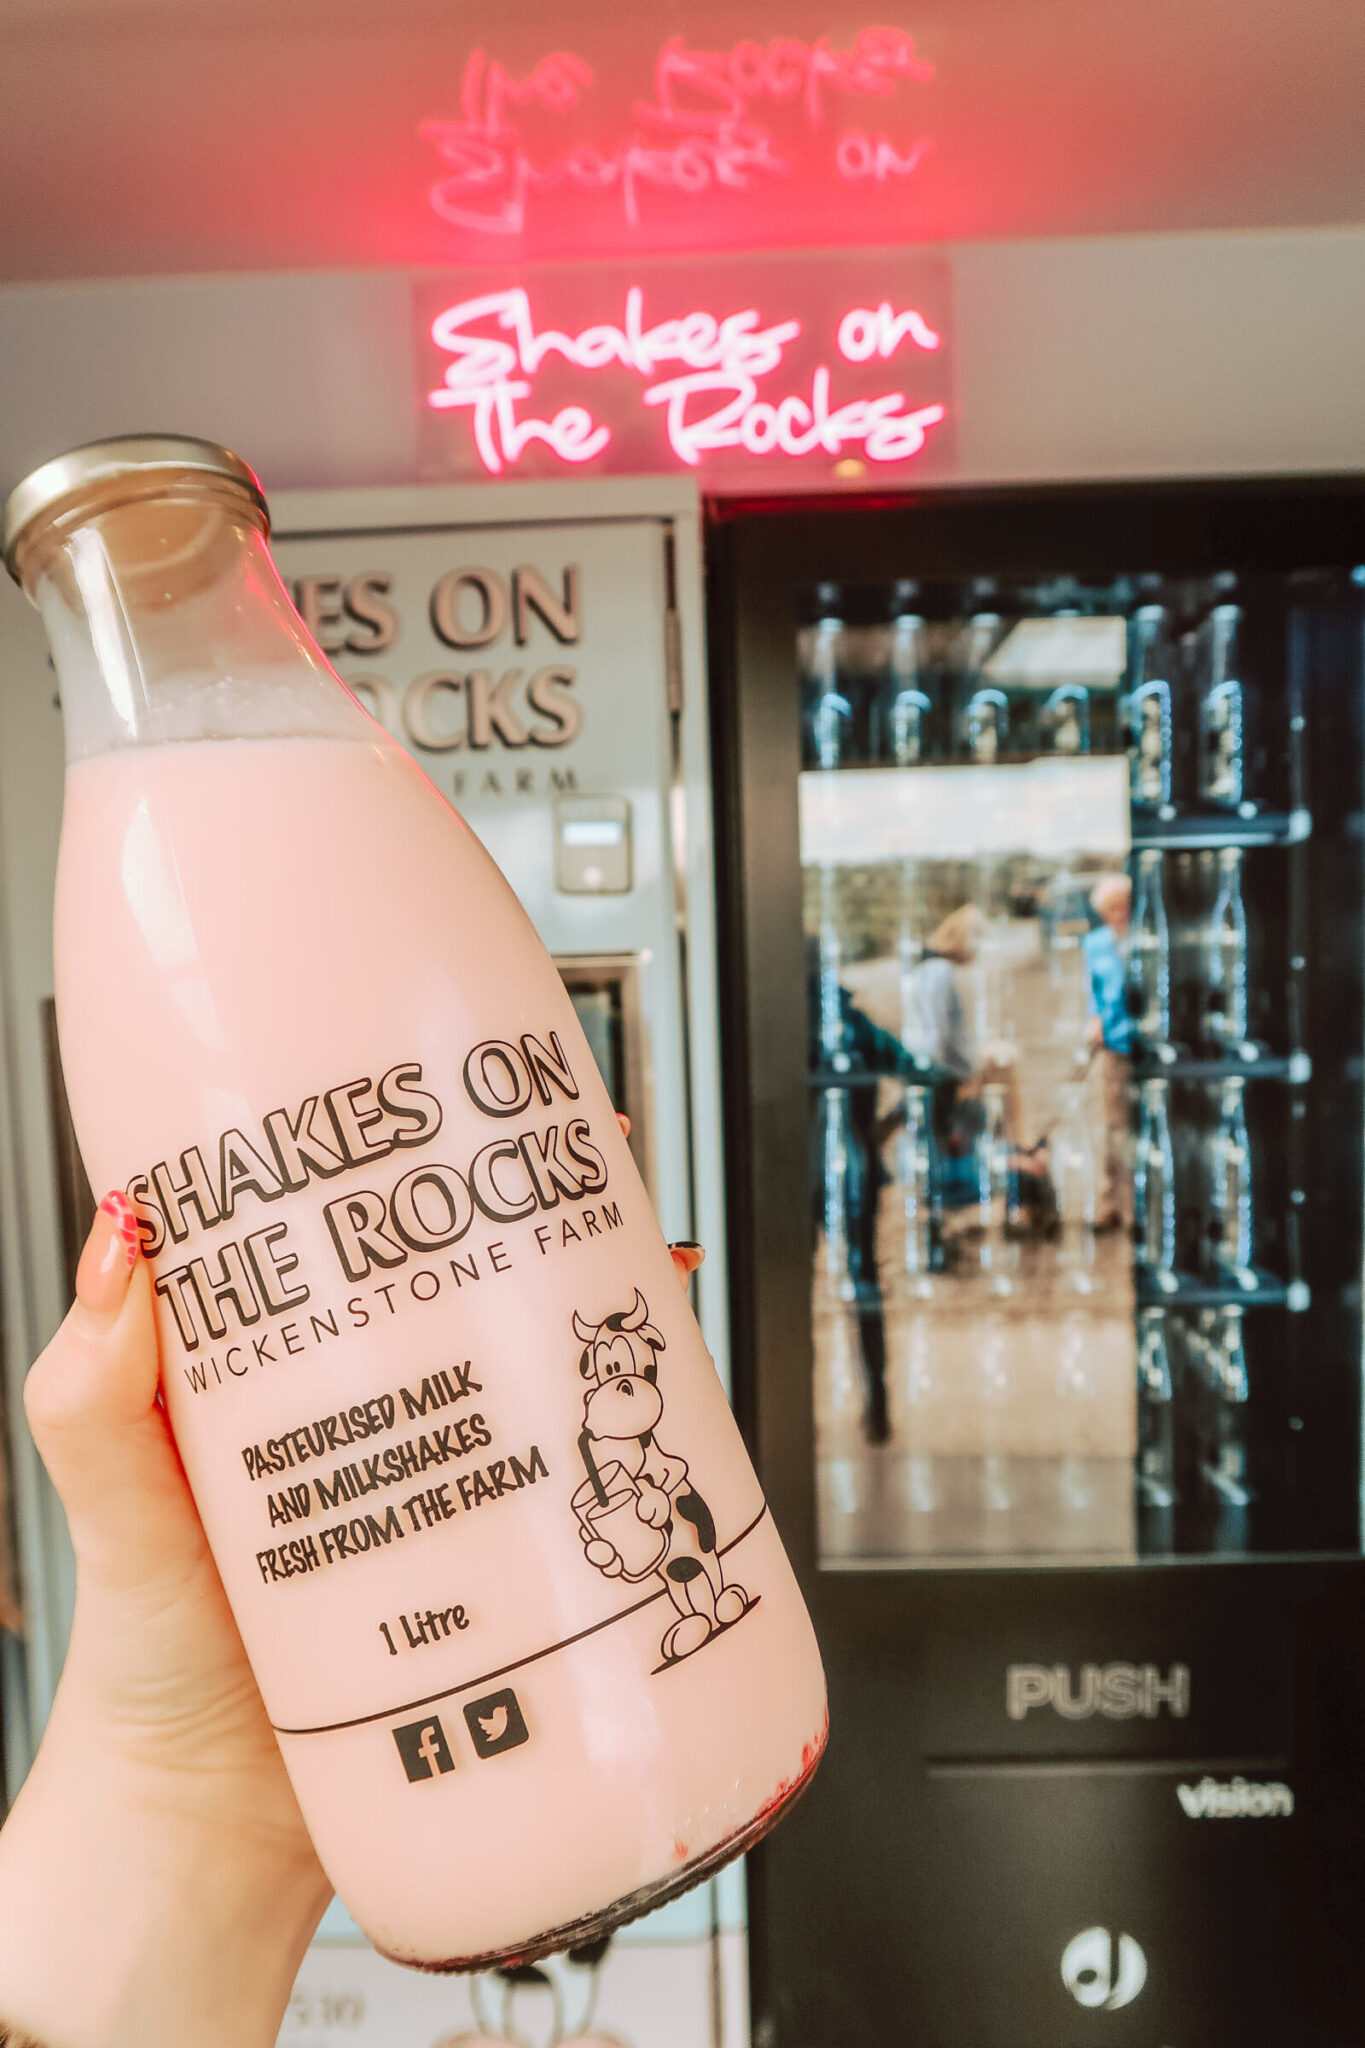 Shakes on
The Rocks
ES ON
OCKS
FARM
SHAKES ON
THE ROCKS
WICKENSTONE FARM
PASTEURISED MILK
AND MILKSHAKES
FRESH FROM THE FARM
1 Litre
f
PUSH
vision